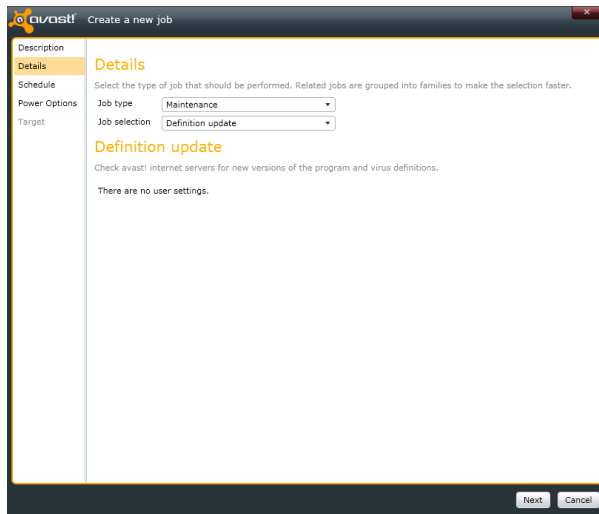 avast! Create a new job
Description
Details
Schedule
Power Options
Target
Details
Select the type of job that should be performed. Related jobs are grouped into families to make the selection faster.
Job type Maintenance
Job selection Definition update
Definition update
Check avast! internet servers for new versions of the program and virus definitions.
There are no user settings.
Next Cancel